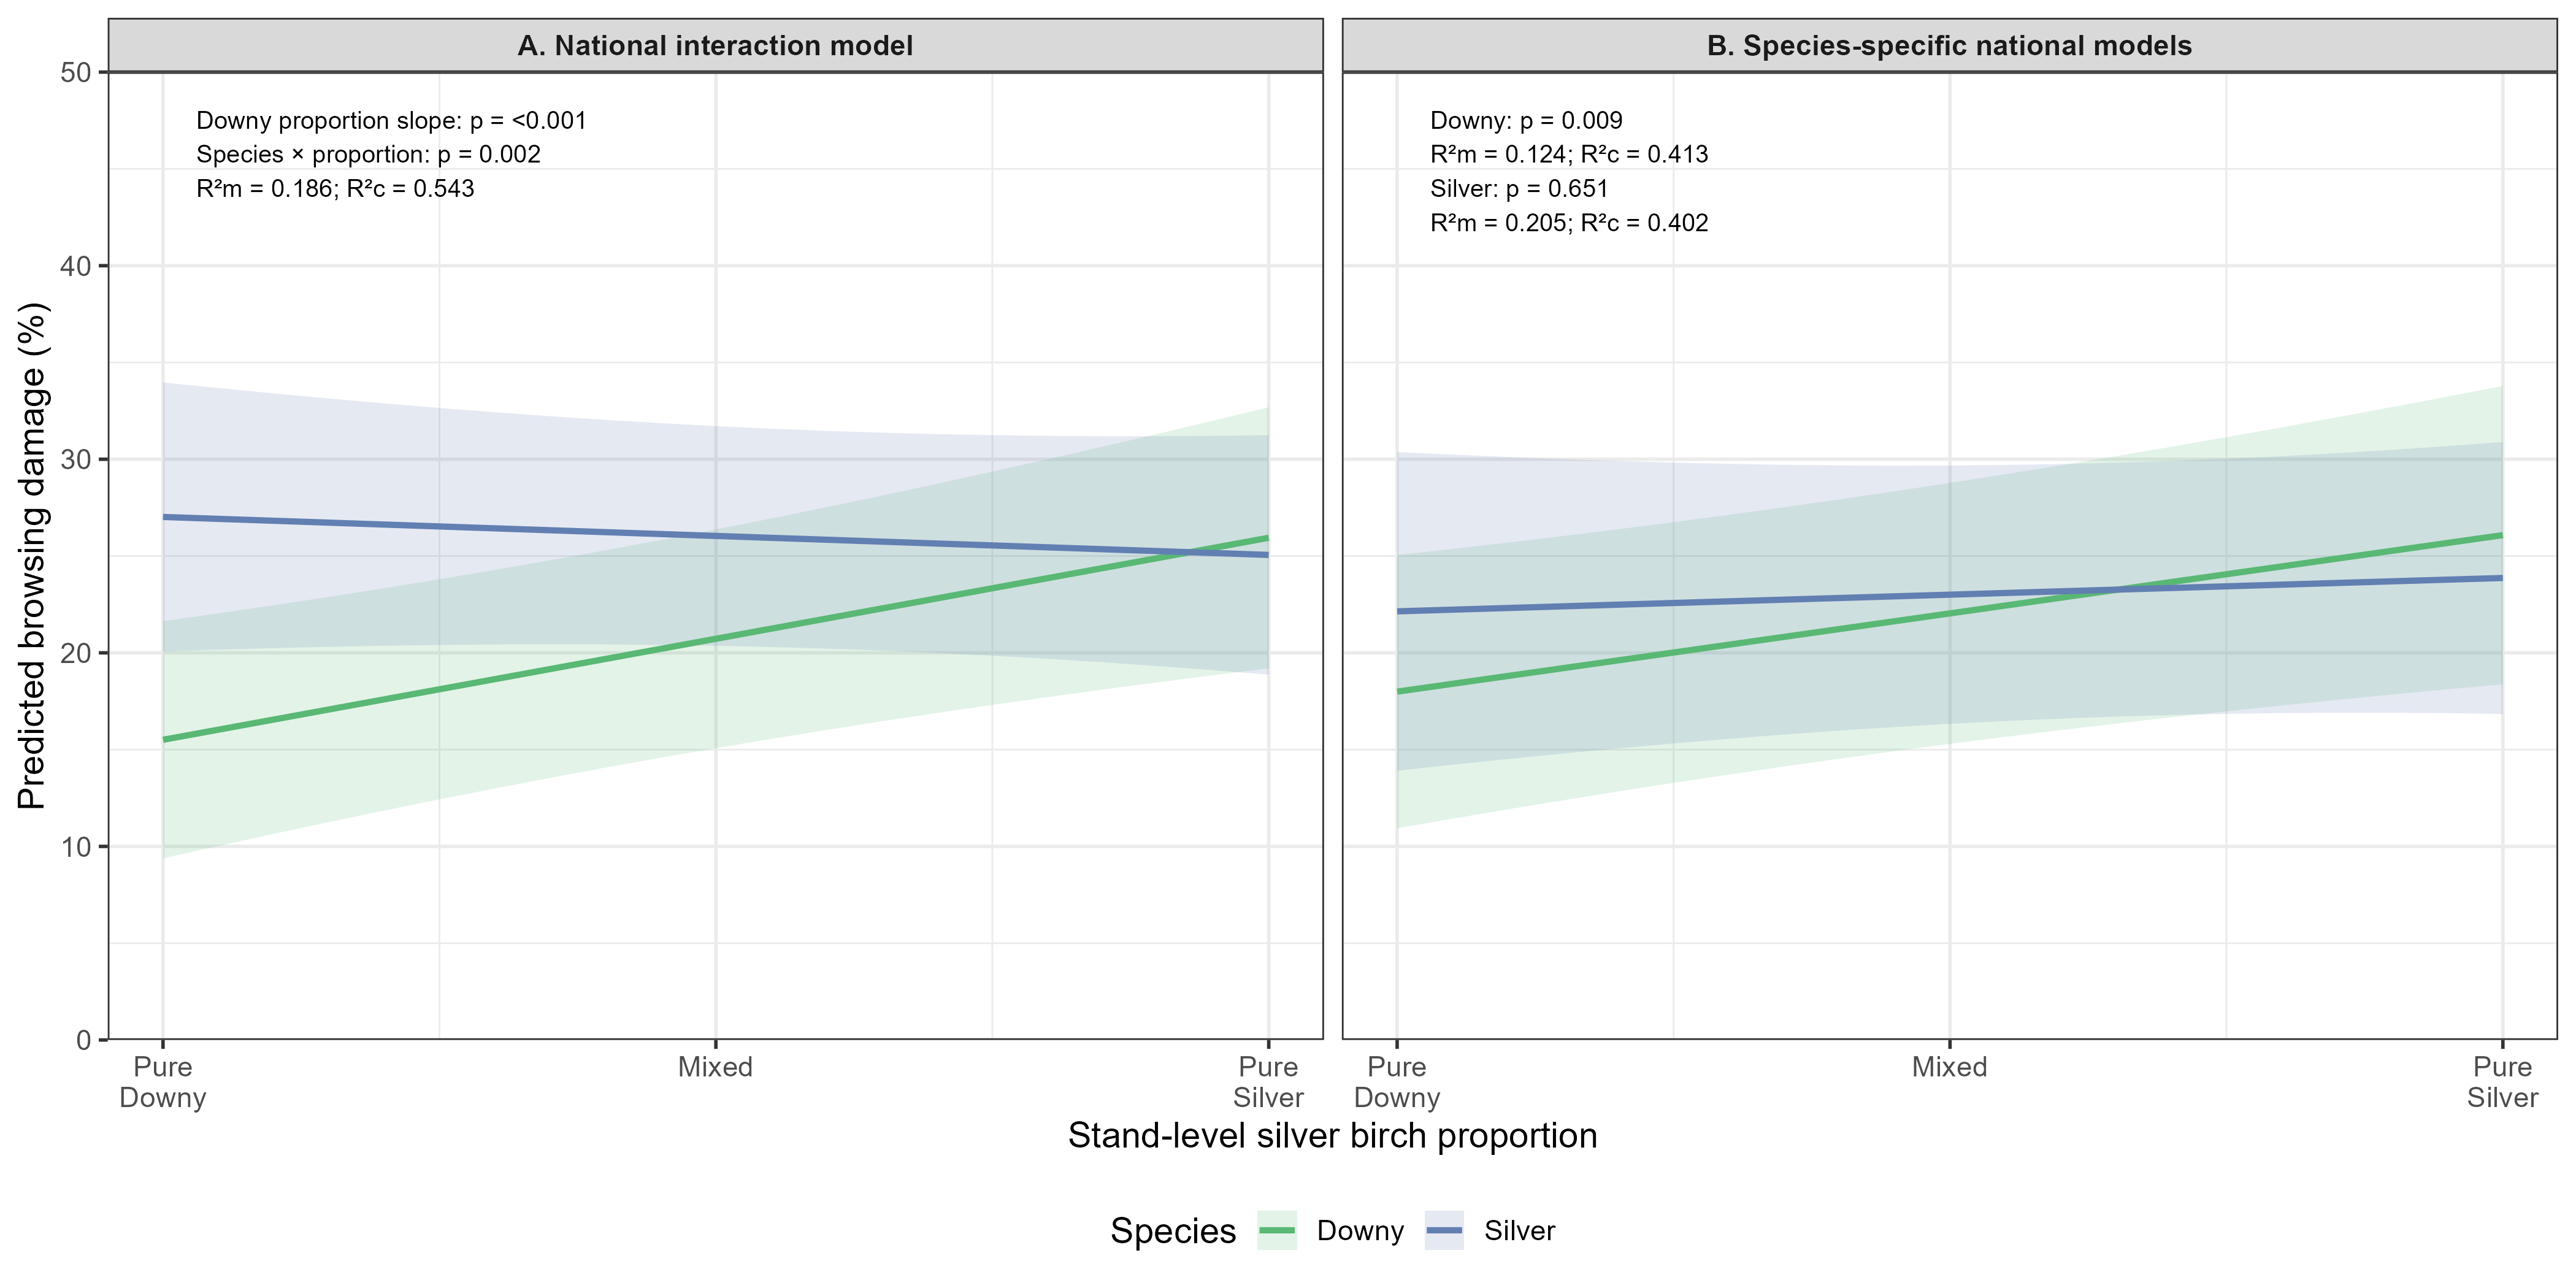 A. National interaction model
B. Species-specific national models
Predicted browsing damage (%)
50
40
30
20
10
0
Downy proportion slope: p = <0.001
Species × proportion: p = 0.002
R²m = 0.186; R²c = 0.543
Downy: p = 0.009
R²m = 0.124; R²c = 0.413
Silver: p = 0.651
R²m = 0.205; R²c = 0.402
Pure
Downy
Mixed
Pure
Silver
Pure
Downy
Mixed
Pure
Silver
Stand-level silver birch proportion
Species
Downy
Silver